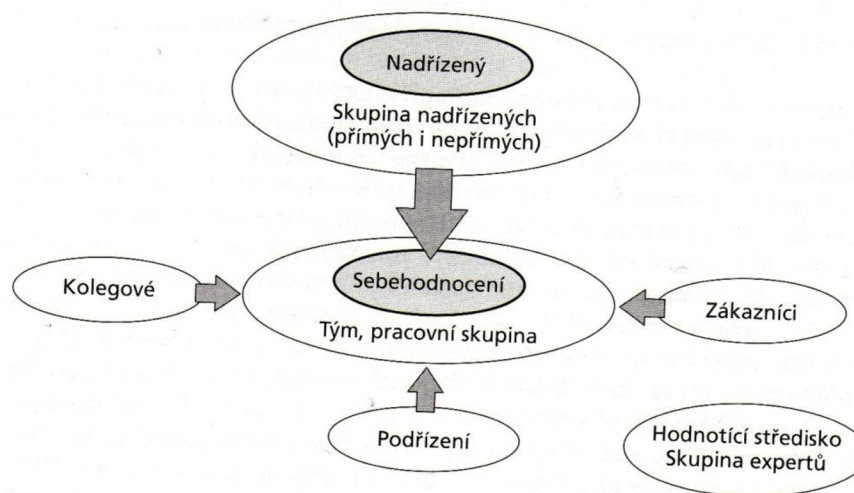 Nadřízený
Skupina nadřízených
(přímých i nepřímých)
Kolegové
Sebehodnocení
Zákazníci
Tým, pracovní skupina
Podřízení
Hodnotící středisko
Skupina expertů